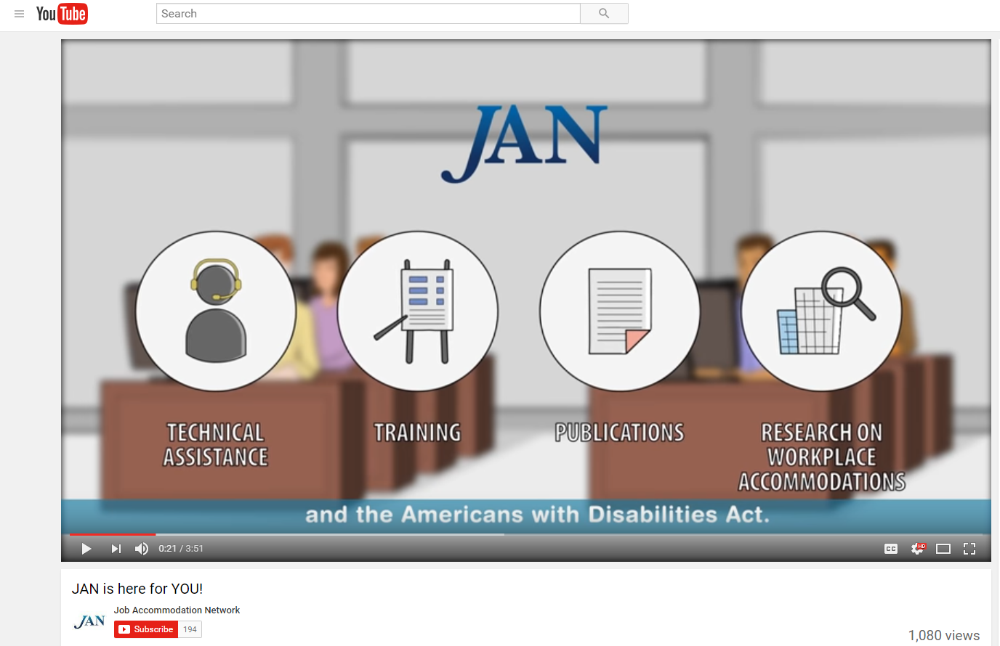 YouTube
Search
JAN
TECHNICAL
ASSISTANCE
TRAINING
PUBLICATIONS
RESEARCH ON
WORKPLACE
ACCOMMODATIONS
and the Americans with Disabilities Act.
0:21 / 3:51
CC
HD
JAN is here for YOU!
JAN
Job Accommodation Network
Subscribe 194
1,080 views